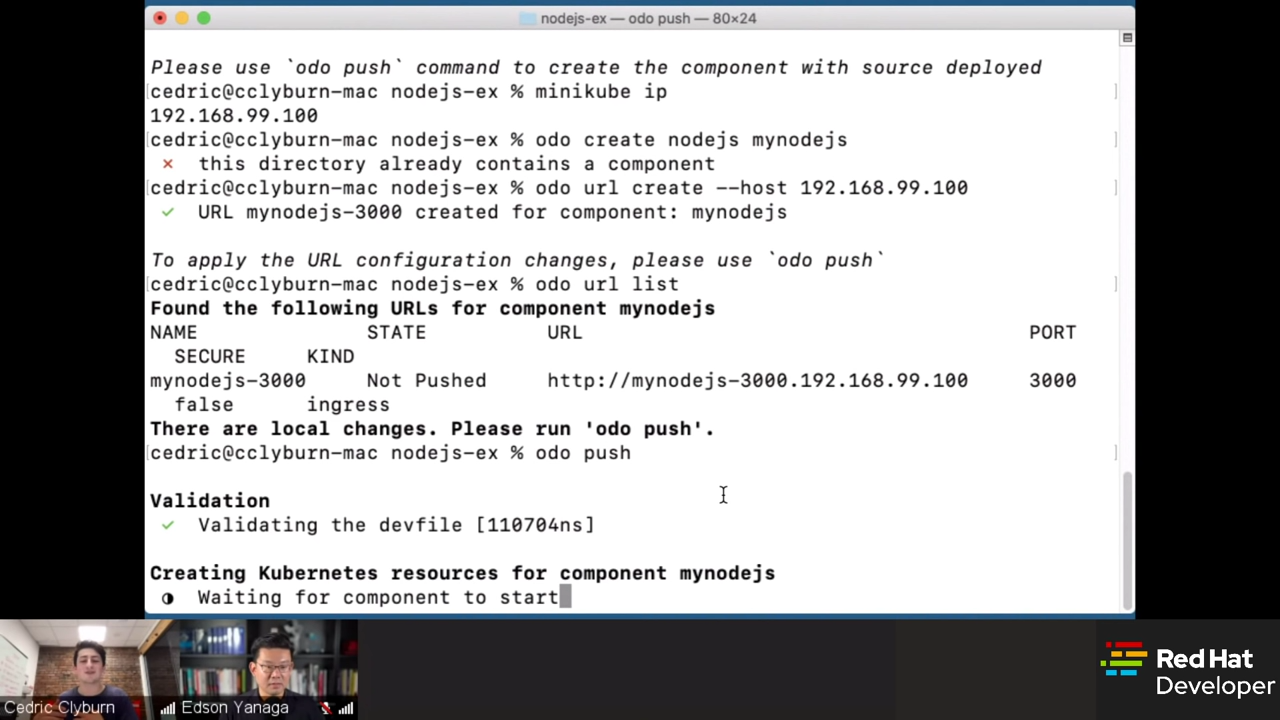 nodejs-ex — odo push — 80×24
Please use `odo push` command to create the component with source deployed
[cedric@cclyburn-mac nodejs-ex % minikube ip ]
192.168.99.100
[cedric@cclyburn-mac nodejs-ex % odo create nodejs mynodejs ]
✗ this directory already contains a component
[cedric@cclyburn-mac nodejs-ex % odo url create --host 192.168.99.100 ]
✓ URL mynodejs-3000 created for component: mynodejs
To apply the URL configuration changes, please use `odo push`
[cedric@cclyburn-mac nodejs-ex % odo url list ]
Found the following URLs for component mynodejs
NAME STATE URL PORT
SECURE KIND
mynodejs-3000 Not Pushed http://mynodejs-3000.192.168.99.100 3000
false ingress
There are local changes. Please run 'odo push'.
[cedric@cclyburn-mac nodejs-ex % odo push ]
Validation
✓ Validating the devfile [110704ns]
Creating Kubernetes resources for component mynodejs
◑ Waiting for component to start
Cedric Clyburn
Edson Yanaga
Red Hat
Developer